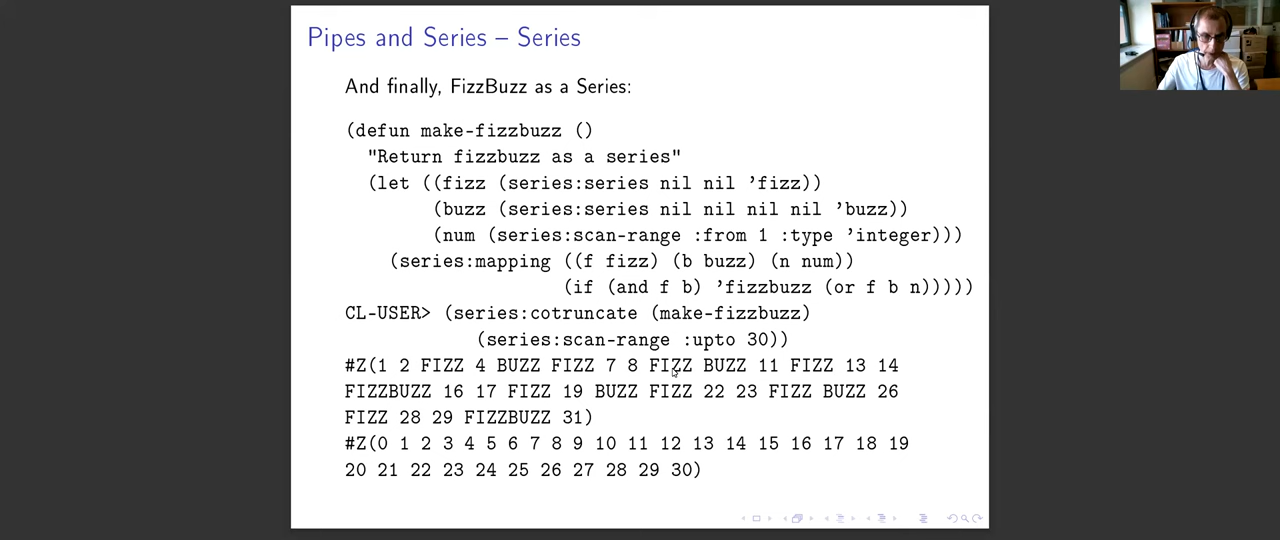 Pipes and Series – Series
And finally, FizzBuzz as a Series:
(defun make-fizzbuzz ()
"Return fizzbuzz as a series"
(let ((fizz (series:series nil nil ’fizz))
(buzz (series:series nil nil nil nil ’buzz))
(num (series:scan-range :from 1 :type ’integer)))
(series:mapping ((f fizz) (b buzz) (n num))
(if (and f b) ’fizzbuzz (or f b n)))))
CL-USER> (series:cotruncate (make-fizzbuzz)
(series:scan-range :upto 30))
#Z(1 2 FIZZ 4 BUZZ FIZZ 7 8 FIZZ BUZZ 11 FIZZ 13 14
FIZZBUZZ 16 17 FIZZ 19 BUZZ FIZZ 22 23 FIZZ BUZZ 26
FIZZ 28 29 FIZZBUZZ 31)
#Z(0 1 2 3 4 5 6 7 8 9 10 11 12 13 14 15 16 17 18 19
20 21 22 23 24 25 26 27 28 29 30)